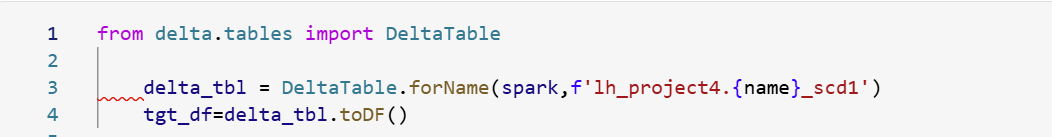 1 from delta.tables import DeltaTable
2
3     delta_tbl = DeltaTable.forName(spark,f'lh_project4.{name}_scd1')
4     tgt_df=delta_tbl.toDF()